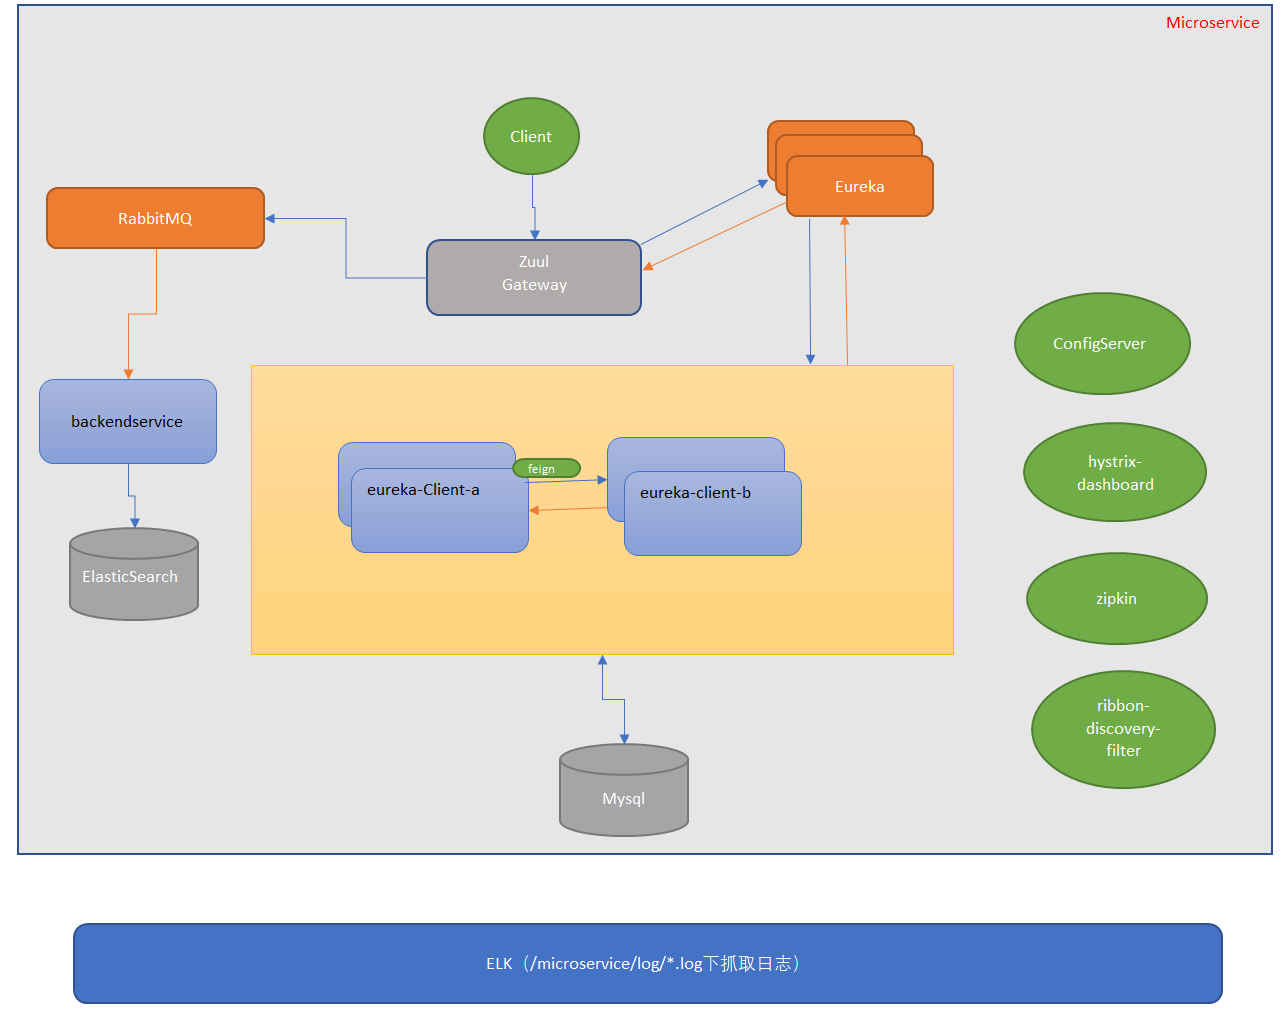 Microservice
Client
Eureka
RabbitMQ
Zuul
Gateway
ConfigServer
backendservice
hystrix-
dashboard
feign
eureka-Client-a
eureka-client-b
ElasticSearch
zipkin
ribbon-
discovery-
filter
Mysql
ELK（/microservice/log/*.log下抓取日志）